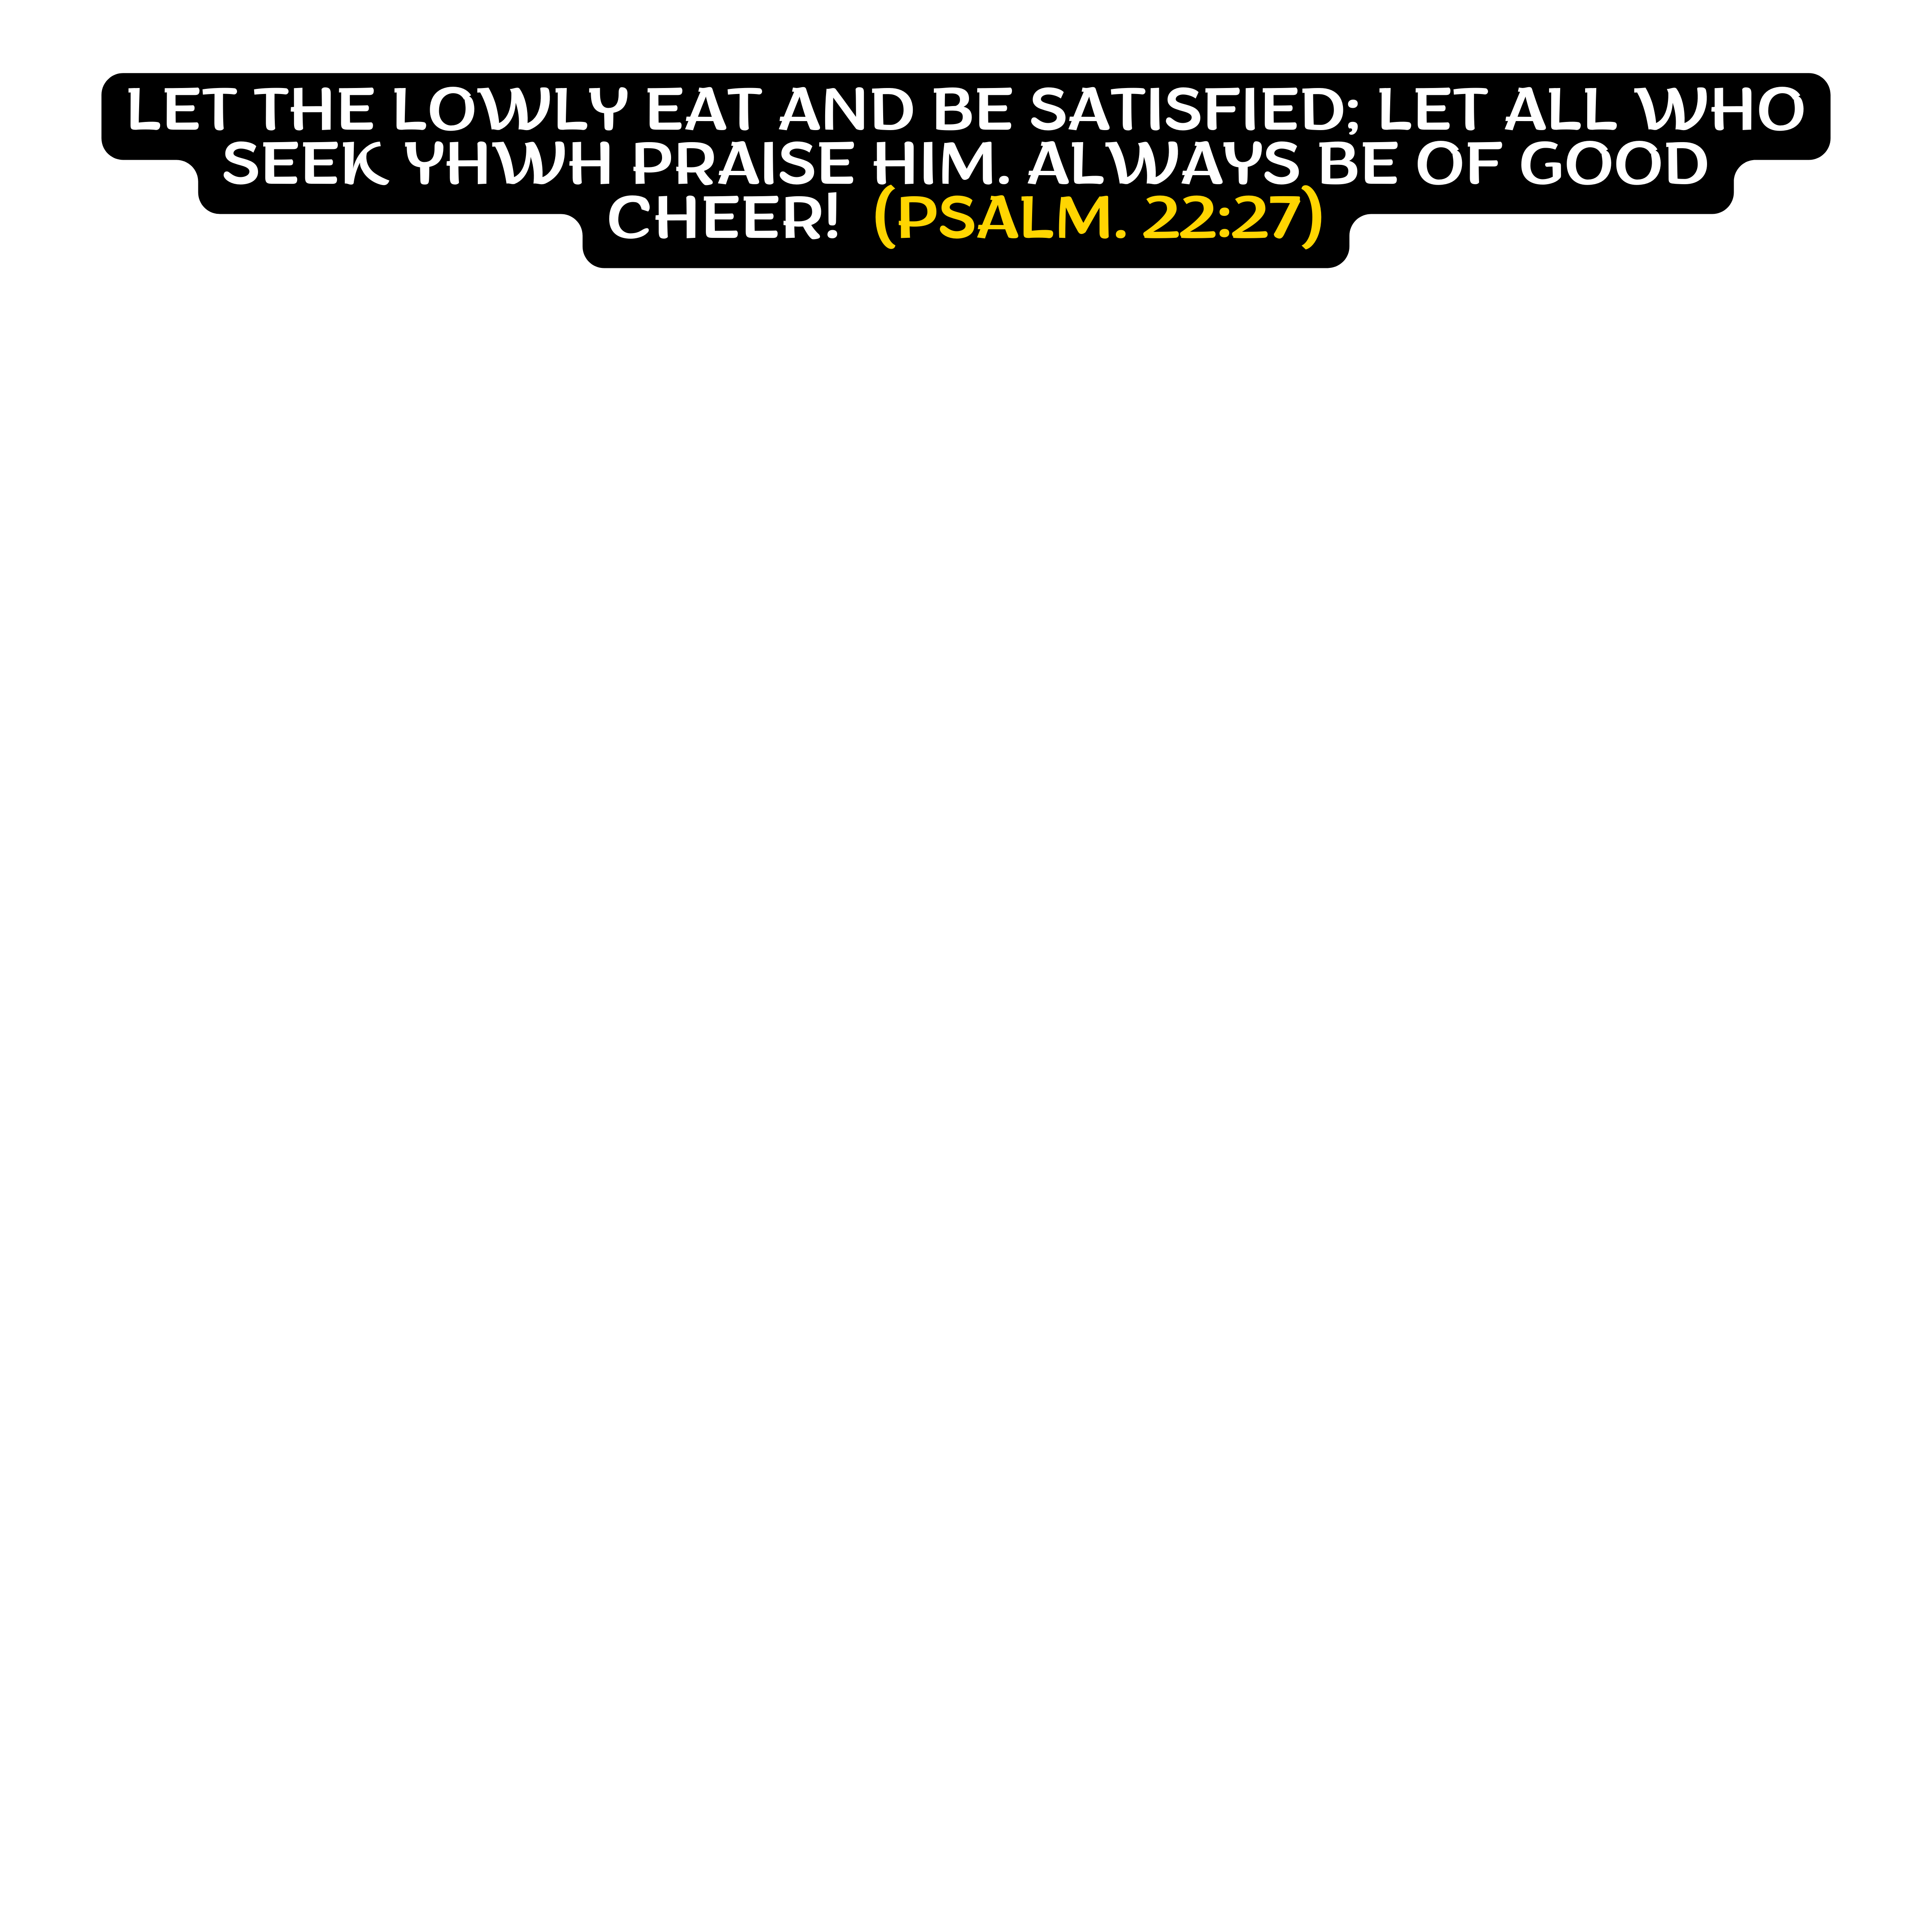 LET THE LOWLY EAT AND BE SATISFIED; LET ALL WHO
SEEK YHWH PRAISE HIM. ALWAYS BE OF GOOD
CHEER! (PSALM. 22:27)